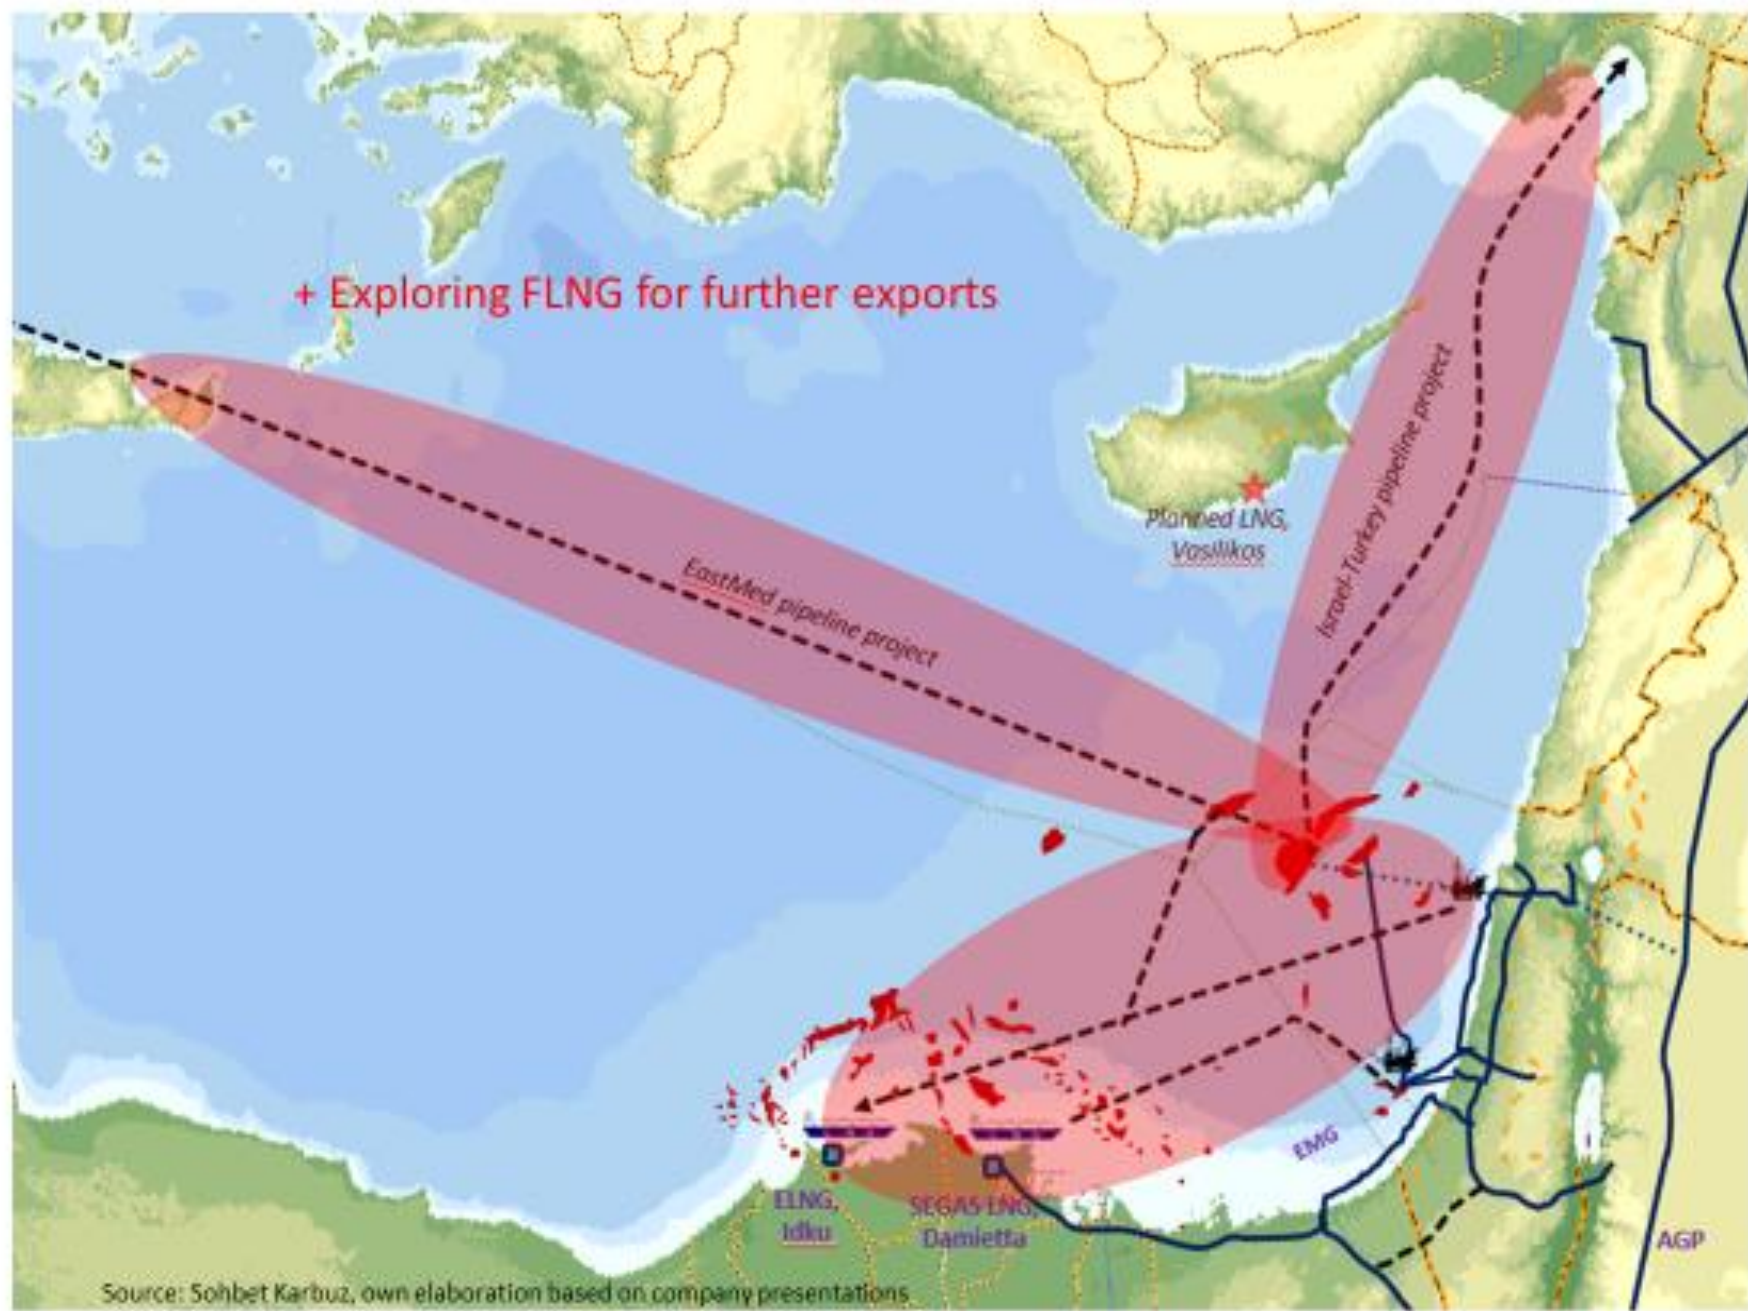 + Exploring FLNG for further exports
Israel-Turkey pipeline project
Planned LNG,
Vasilikos
EastMed pipeline project
EMG
ELNG,
Idku
SEGAS LNG,
Damietta
AGP
Source: Sohbet Karbuz, own elaboration based on company presentations